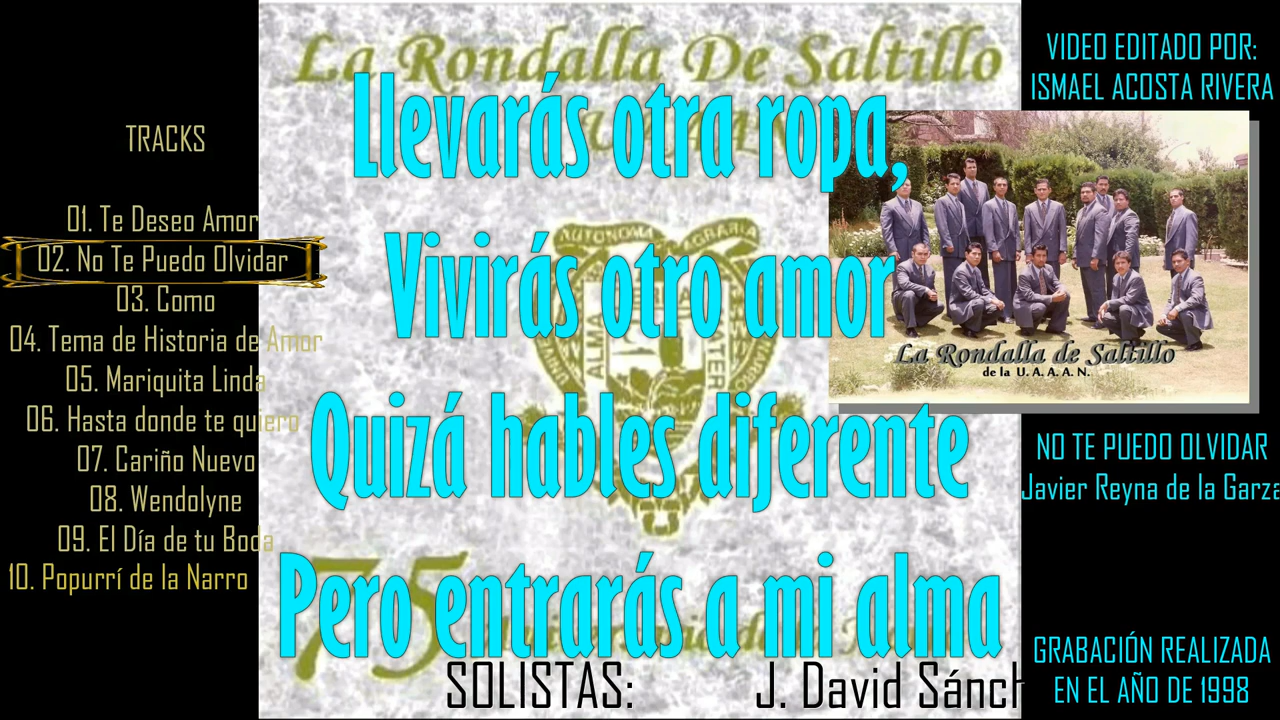 TRACKS
01. Te Deseo Amor
02. No Te Puedo Olvidar
03. Como
04. Tema de Historia de Amor
05. Mariquita Linda
06. Hasta donde te quiero
07. Cariño Nuevo
08. Wendolyne
09. El Día de tu Boda
10. Popurrí de la Narro
La Rondalla De Saltillo
Llevarás otra ropa,
Vivirás otro amor
Quizá hables diferente
Pero entrarás a mi alma
AUTONOMA AGRARIA
ALMA
75
SOLISTAS: J. David Sánch
VIDEO EDITADO POR:
ISMAEL ACOSTA RIVERA
La Rondalla de Saltillo
de la U. A. A. A. N.
NO TE PUEDO OLVIDAR
Javier Reyna de la Garza
GRABACIÓN REALIZADA
EN EL AÑO DE 1998